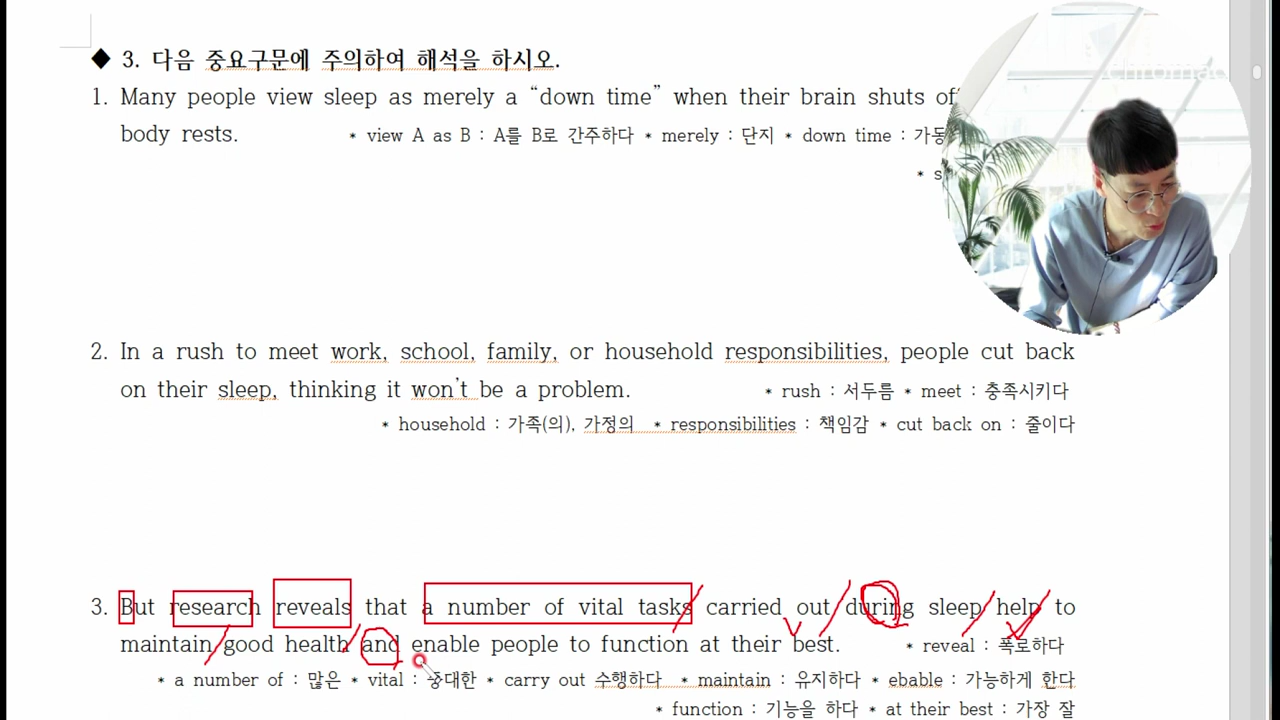 ◆ 3. 다음 중요구문에 주의하여 해석을 하시오.
1. Many people view sleep as merely a “down time” when their brain shuts of
body rests. * view A as B : A를 B로 간주하다 * merely : 단지 * down time : 가동
* s
2. In a rush to meet work, school, family, or household responsibilities, people cut back
on their sleep, thinking it won't be a problem. * rush : 서두름 * meet : 충족시키다
* household : 가족(의), 가정의 * responsibilities : 책임감 * cut back on : 줄이다
3. But research reveals that a number of vital tasks carried out during sleep help to
maintain good health and enable people to function at their best. * reveal : 폭로하다
* a number of : 많은 * vital : 중대한 * carry out 수행하다 * maintain : 유지하다 * ebable : 가능하게 한다
* function : 기능을 하다 * at their best : 가장 잘